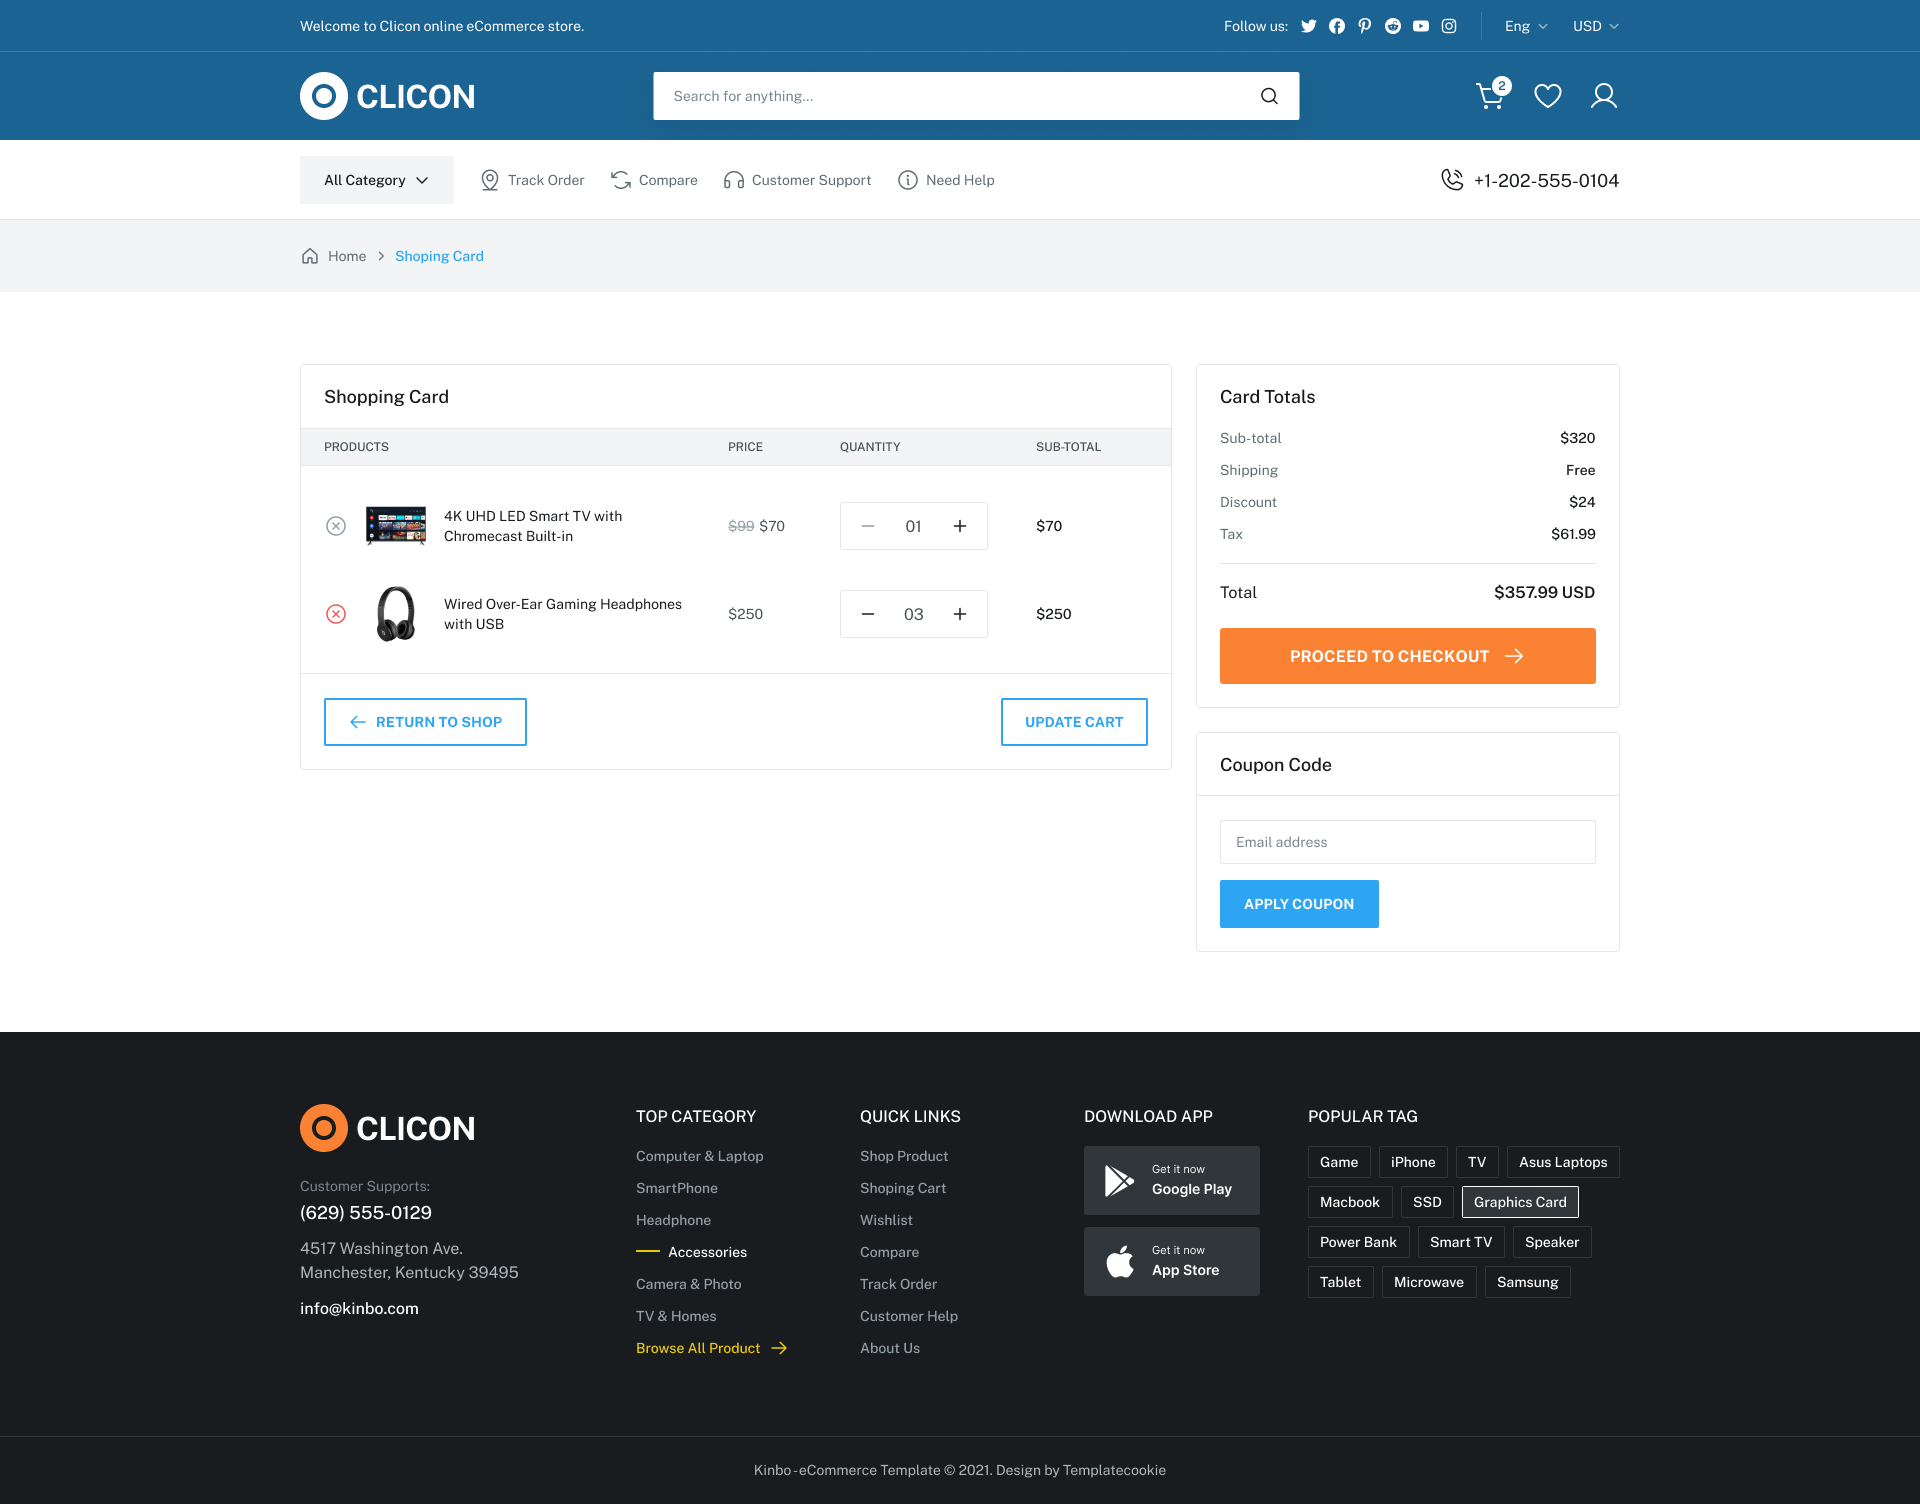 Welcome to Clicon online eCommerce store.
Follow us:
Eng
USD
CLICON
Search for anything...
2
All Category
Track Order
Compare
Customer Support
Need Help
+1-202-555-0104
Home
Shoping Card
Shopping Card
PRODUCTS
PRICE
QUANTITY
SUB-TOTAL
4K UHD LED Smart TV with
Chromecast Built-in
$99 $70
01
$70
Wired Over-Ear Gaming Headphones
with USB
$250
03
$250
RETURN TO SHOP
UPDATE CART
Card Totals
Sub-total
$320
Shipping
Free
Discount
$24
Tax
$61.99
Total
$357.99 USD
PROCEED TO CHECKOUT
Coupon Code
Email address
APPLY COUPON
CLICON
Customer Supports:
(629) 555-0129
4517 Washington Ave.
Manchester, Kentucky 39495
info@kinbo.com
TOP CATEGORY
Computer & Laptop
SmartPhone
Headphone
Accessories
Camera & Photo
TV & Homes
Browse All Product
QUICK LINKS
Shop Product
Shoping Cart
Wishlist
Compare
Track Order
Customer Help
About Us
DOWNLOAD APP
Get it now
Google Play
Get it now
App Store
POPULAR TAG
Game
iPhone
TV
Asus Laptops
Macbook
SSD
Graphics Card
Power Bank
Smart TV
Speaker
Tablet
Microwave
Samsung
Kinbo - eCommerce Template © 2021. Design by Templatecookie